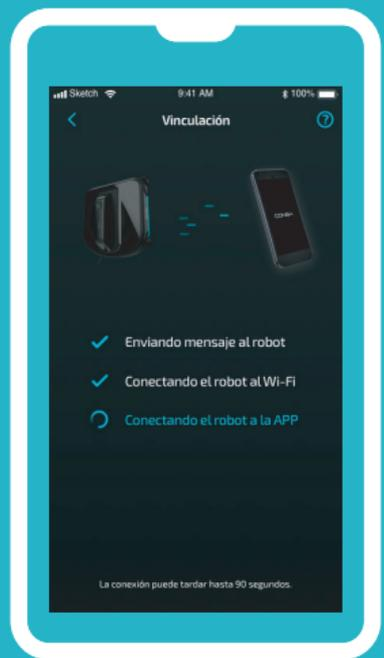 Sketch 9:41 AM 100%
Vinculación
CONGA
Enviando mensaje al robot
Conectando el robot al Wi-Fi
Conectando el robot a la APP
La conexión puede tardar hasta 90 segundos.